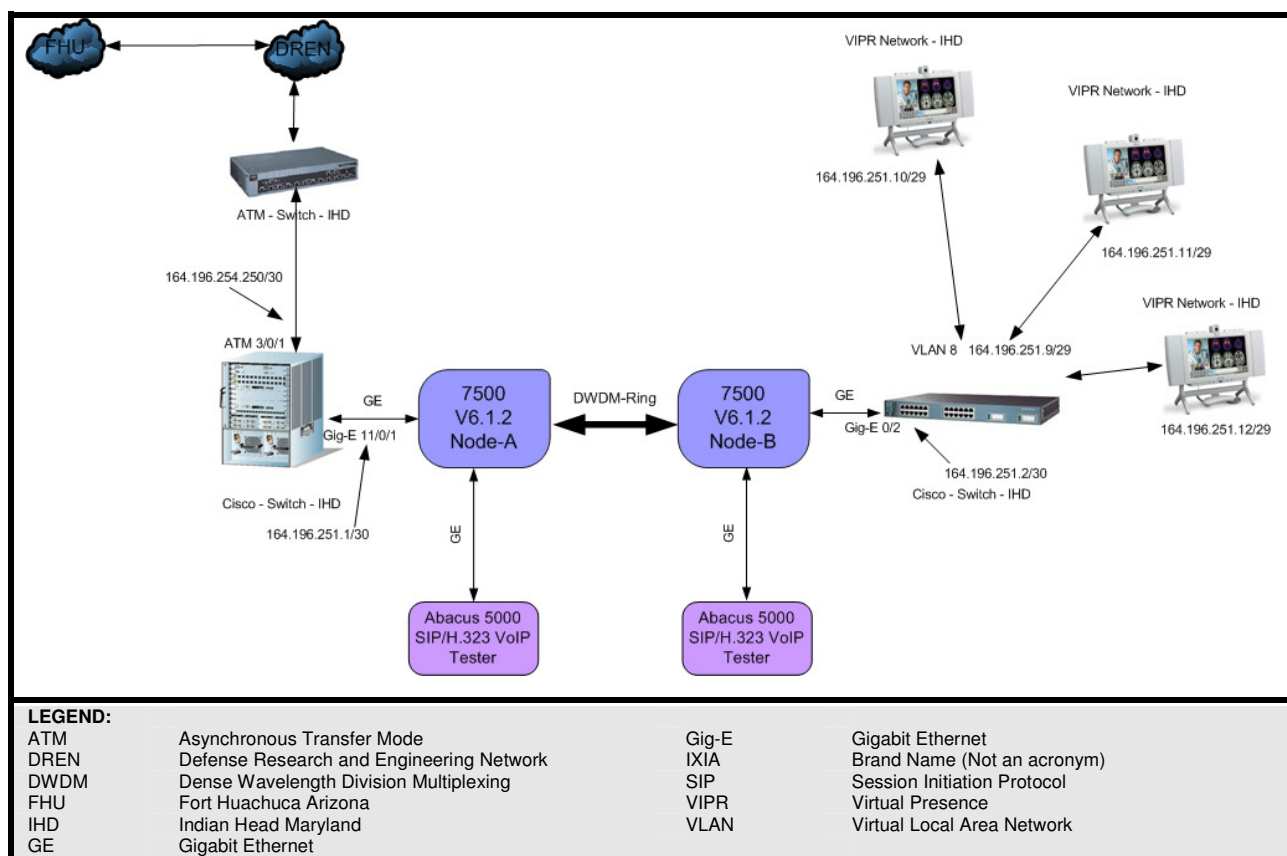 FHU
DREN
ATM - Switch - IHD
164.196.254.250/30
ATM 3/0/1
GE
Gig-E 11/0/1
Cisco - Switch - IHD
164.196.251.1/30
7500
V6.1.2
Node-A
DWDM-Ring
7500
V6.1.2
Node-B
GE
Gig-E 0/2
164.196.251.2/30
Cisco - Switch - IHD
GE
GE
Abacus 5000
SIP/H.323 VoIP
Tester
Abacus 5000
SIP/H.323 VoIP
Tester
VIPR Network - IHD
164.196.251.10/29
VIPR Network - IHD
164.196.251.11/29
VIPR Network - IHD
164.196.251.12/29
VLAN 8 164.196.251.9/29
LEGEND:
ATM Asynchronous Transfer Mode
DREN Defense Research and Engineering Network
DWDM Dense Wavelength Division Multiplexing
FHU Fort Huachuca Arizona
IHD Indian Head Maryland
GE Gigabit Ethernet
Gig-E Gigabit Ethernet
IXIA Brand Name (Not an acronym)
SIP Session Initiation Protocol
VIPR Virtual Presence
VLAN Virtual Local Area Network